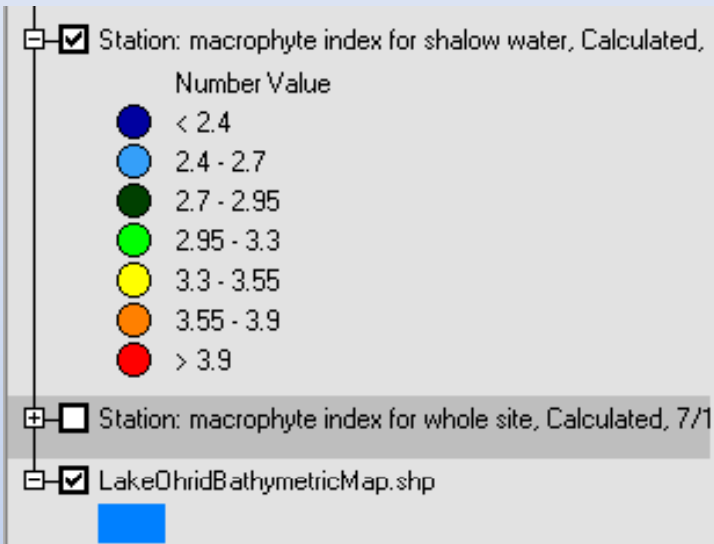 Station: macrophyte index for shalow water, Calculated,
Number Value
< 2.4
2.4 - 2.7
2.7 - 2.95
2.95 - 3.3
3.3 - 3.55
3.55 - 3.9
> 3.9
Station: macrophyte index for whole site, Calculated, 7/1
LakeOhridBathymetricMap.shp